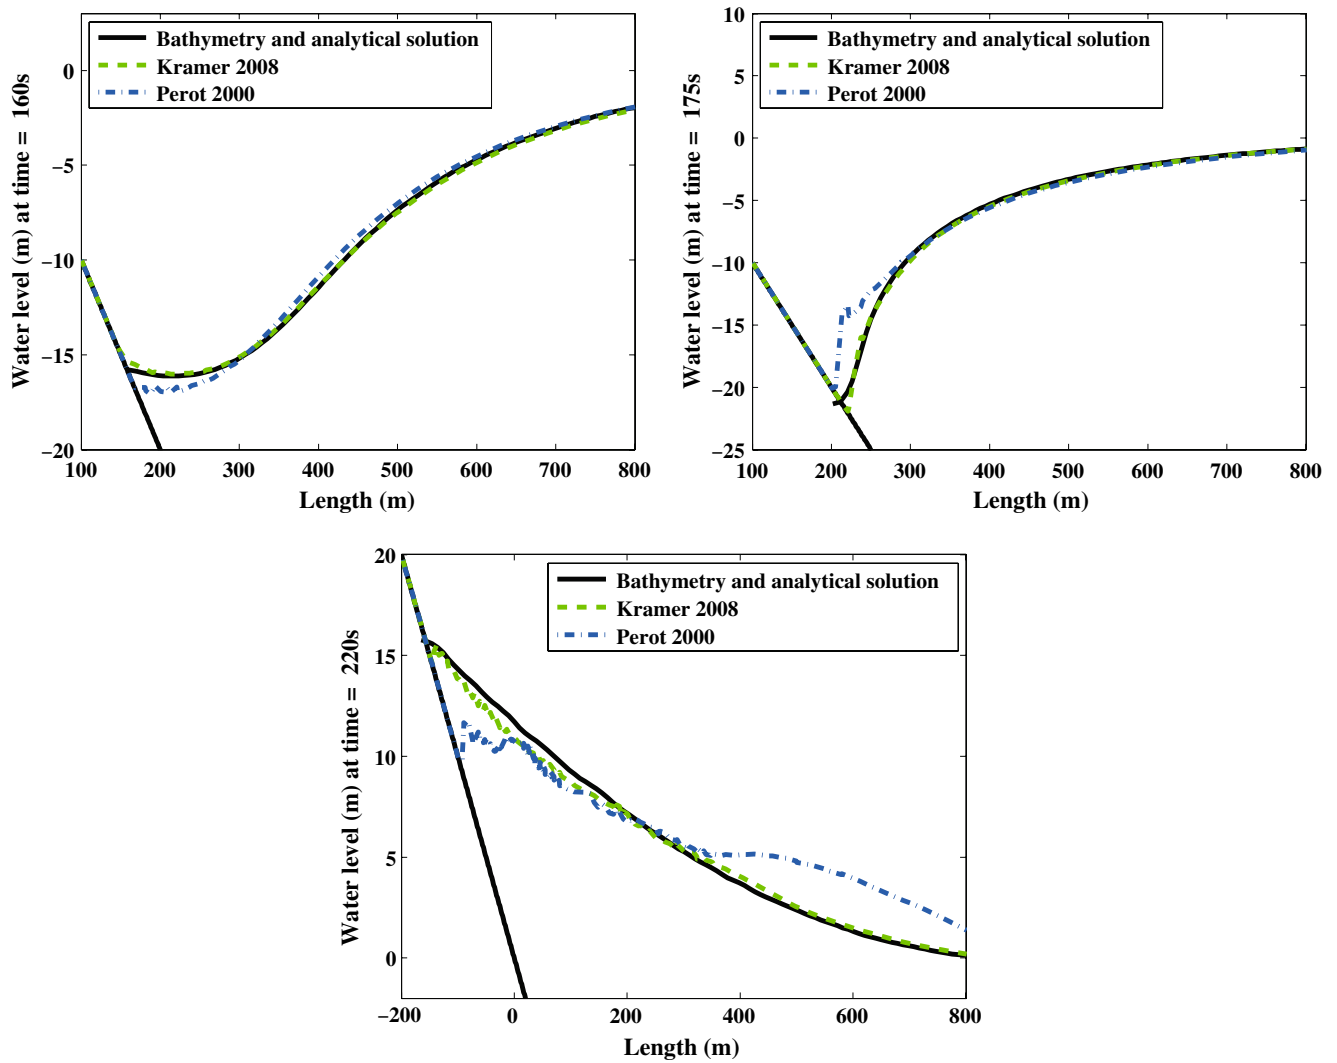 Water level (m) at time = 160s
0
−5
−10
−15
−20
Bathymetry and analytical solution
Kramer 2008
Perot 2000
100 200 300 400 500 600 700 800
Length (m)
Water level (m) at time = 175s
10
5
0
−5
−10
−15
−20
−25
Bathymetry and analytical solution
Kramer 2008
Perot 2000
100 200 300 400 500 600 700 800
Length (m)
Water level (m) at time = 220s
20
15
10
5
0
Bathymetry and analytical solution
Kramer 2008
Perot 2000
−200 0 200 400 600 800
Length (m)